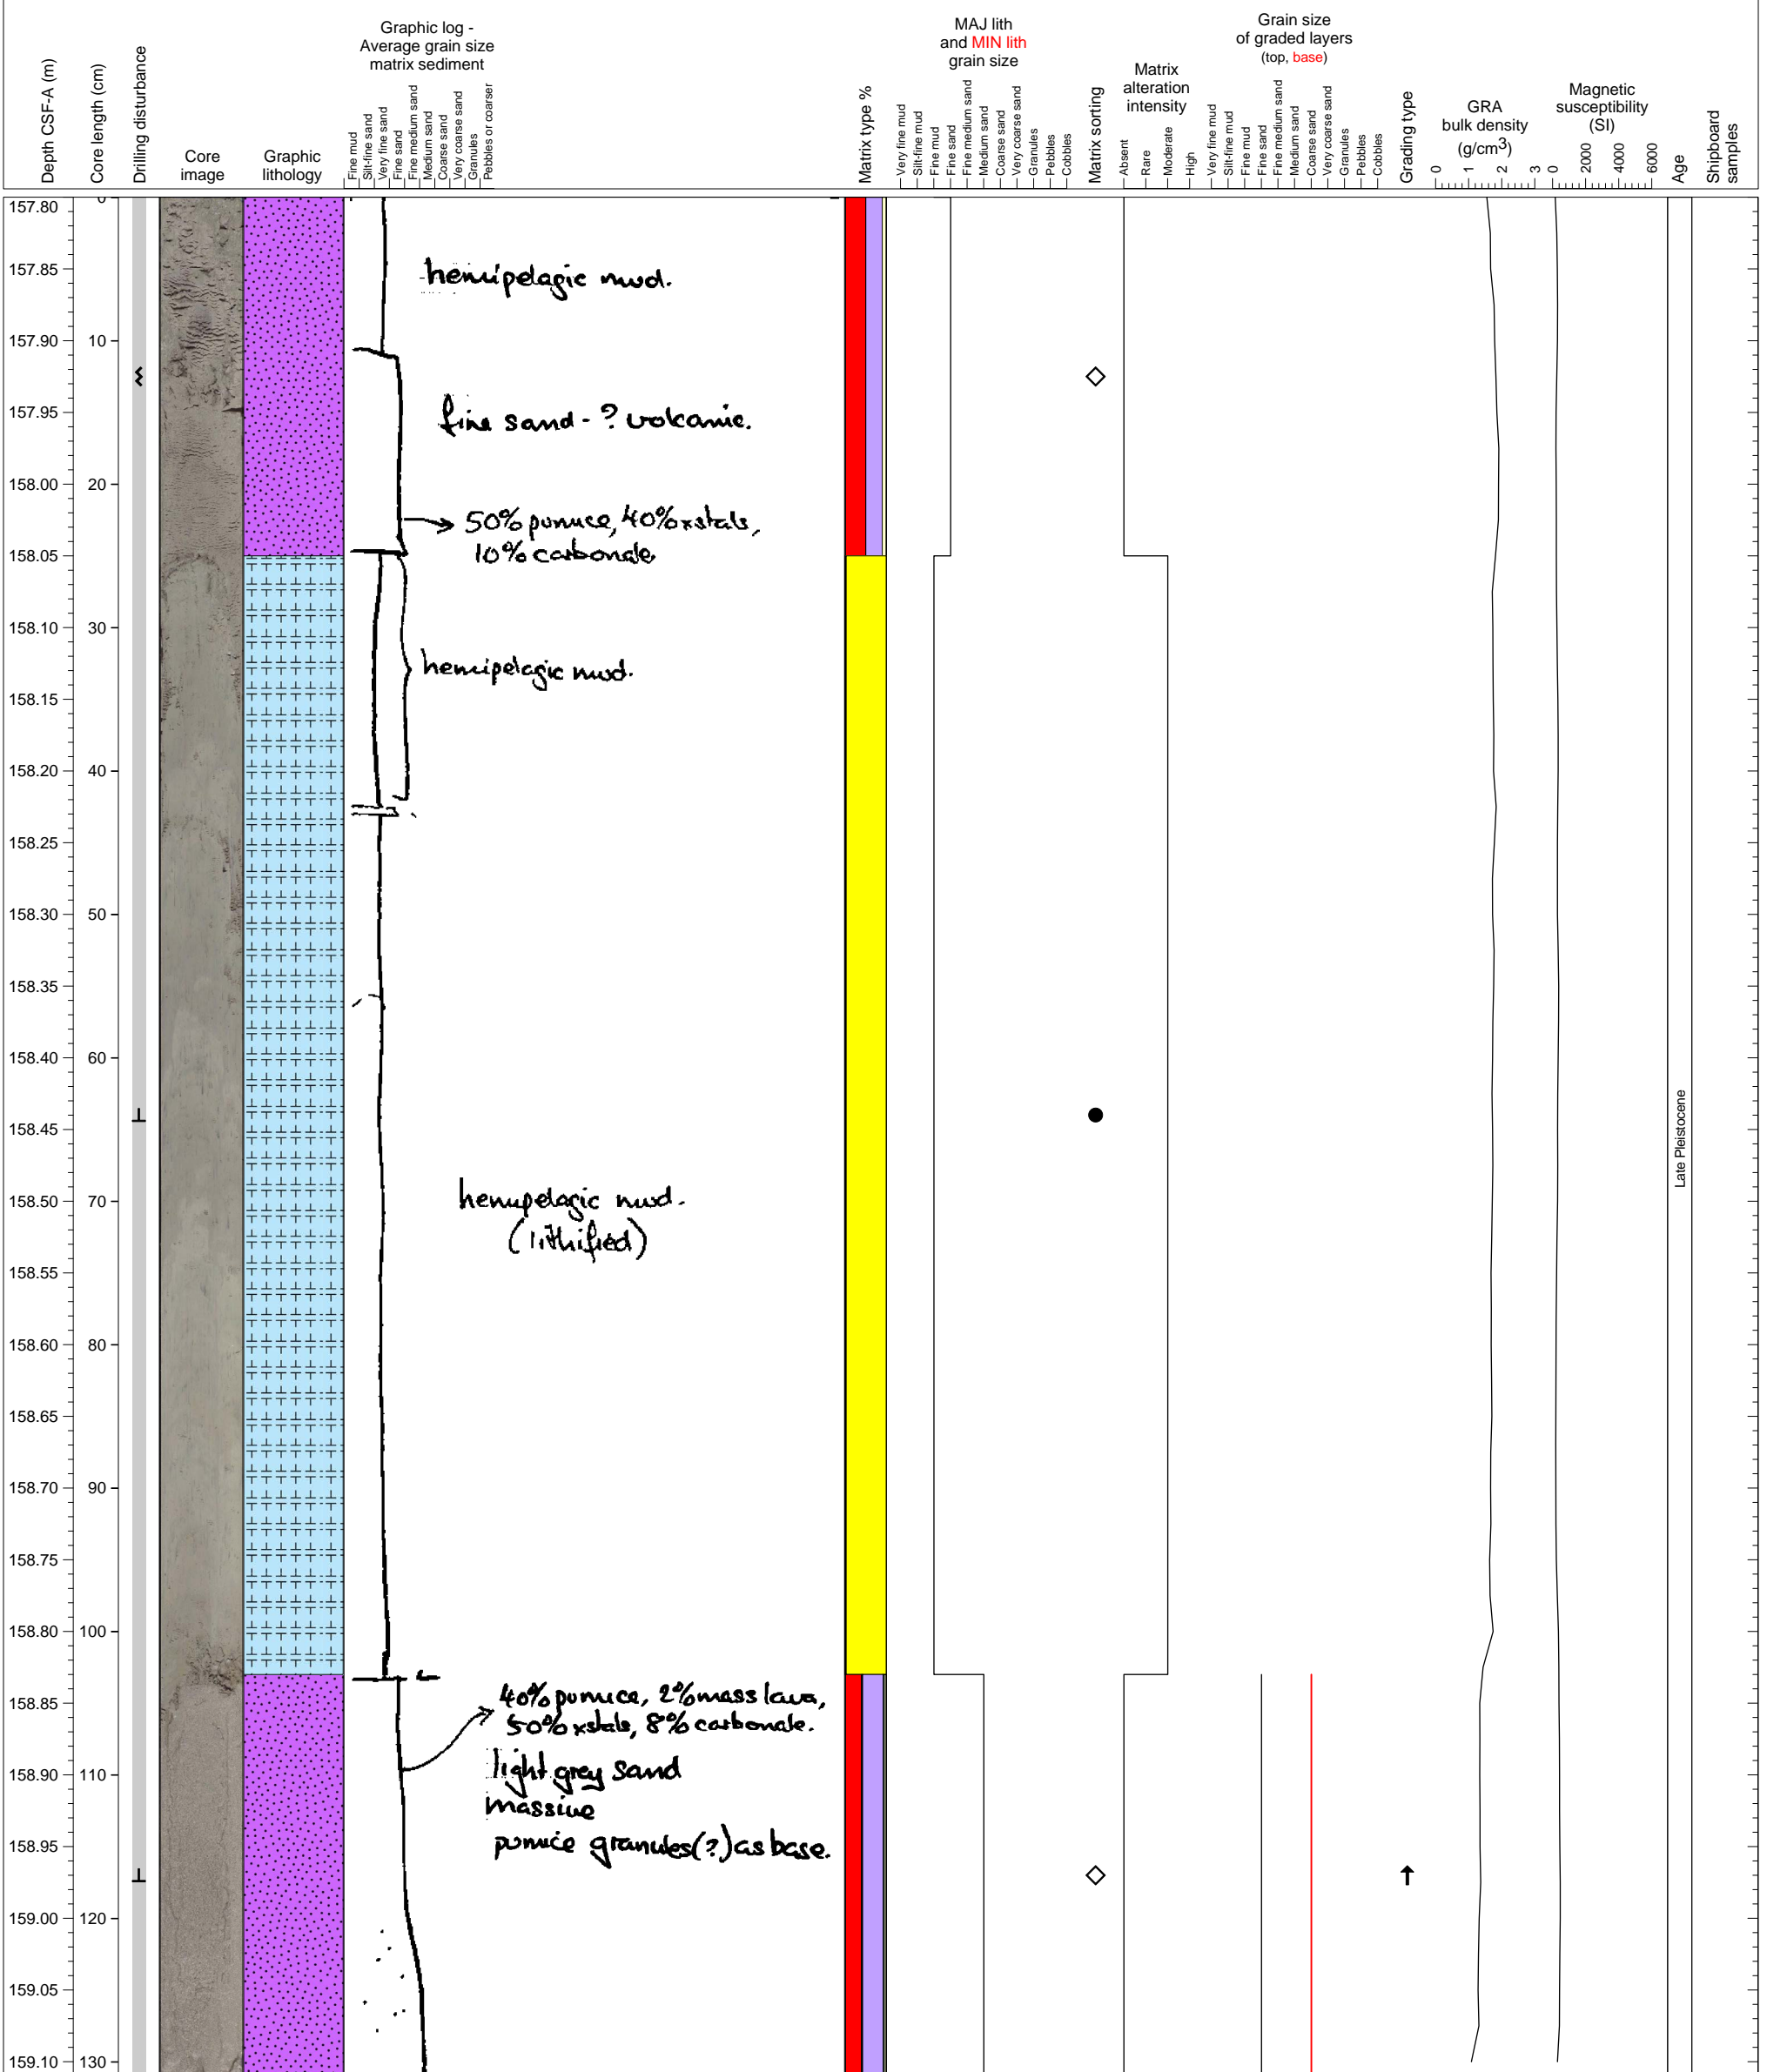 Depth CSF-A (m)
Core length (cm)
Drilling disturbance
Core
image
Graphic
lithology
Graphic log -
Average grain size
matrix sediment
Fine mud
Silt-fine sand
Very fine sand
Fine sand
Fine medium sand
Medium sand
Coarse sand
Very coarse sand
Granules
Pebbles or coarser
Matrix type %
MAJ lith
and MIN lith
grain size
Very fine mud
Silt-fine mud
Fine mud
Fine sand
Fine medium sand
Medium sand
Coarse sand
Very coarse sand
Granules
Pebbles
Cobbles
Matrix sorting
Matrix
alteration
intensity
Absent
Rare
Moderate
High
Grain size
of graded layers
(top, base)
Very fine mud
Silt-fine mud
Fine mud
Fine sand
Fine medium sand
Medium sand
Coarse sand
Very coarse sand
Granules
Pebbles
Cobbles
Grading type
GRA
bulk density
(g/cm3)
0 1 2 3
Magnetic
susceptibility
(SI)
0 2000 4000 6000
Age
Shipboard
samples
157.80 0
157.85
hemipelagic mud.
157.90 10
157.95
fine sand - ? volcanic.
158.00 20
50% pumice, 40% xstals,
158.05
10% carbonate
158.10 30
hemipelagic mud.
158.15
158.20 40
158.25
158.30 50
158.35
158.40 60
158.45
Late Pleistocene
158.50 70
hemipelagic mud.
(lithified)
158.55
158.60 80
158.65
158.70 90
158.75
158.80 100
158.85
40% pumice, 2% mass lava,
50% xstals, 8% carbonate.
158.90 110
light grey sand
massive
158.95
pumice granules(?) as base.
159.00 120
159.05
159.10 130